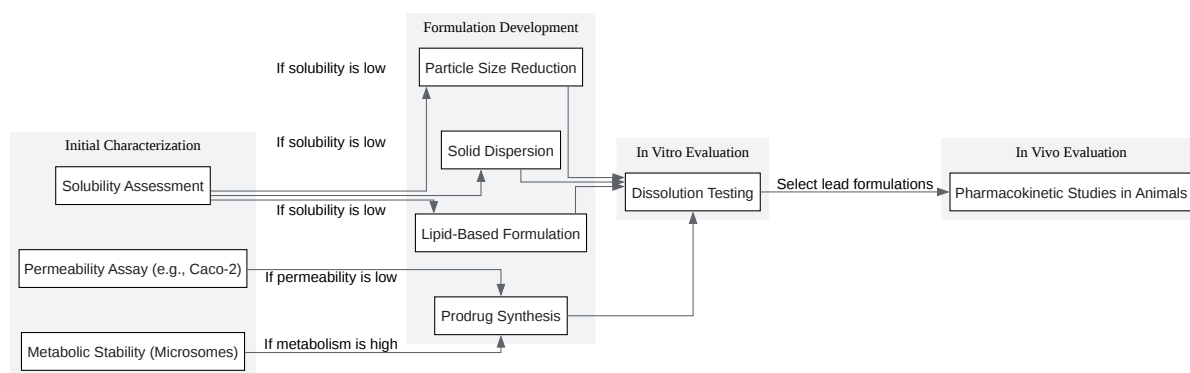 Formulation Development
If solubility is low
Particle Size Reduction
Initial Characterization
If solubility is low
Solid Dispersion
In Vitro Evaluation
In Vivo Evaluation
Solubility Assessment
If solubility is low
Lipid-Based Formulation
Dissolution Testing
Select lead formulations
Pharmacokinetic Studies in Animals
Permeability Assay (e.g., Caco-2)
If permeability is low
Prodrug Synthesis
Metabolic Stability (Microsomes)
If metabolism is high